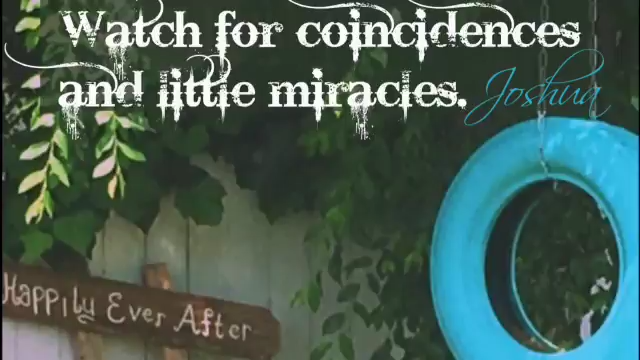 Watch for coincidences
and little miracles. Joshua
Happily Ever After